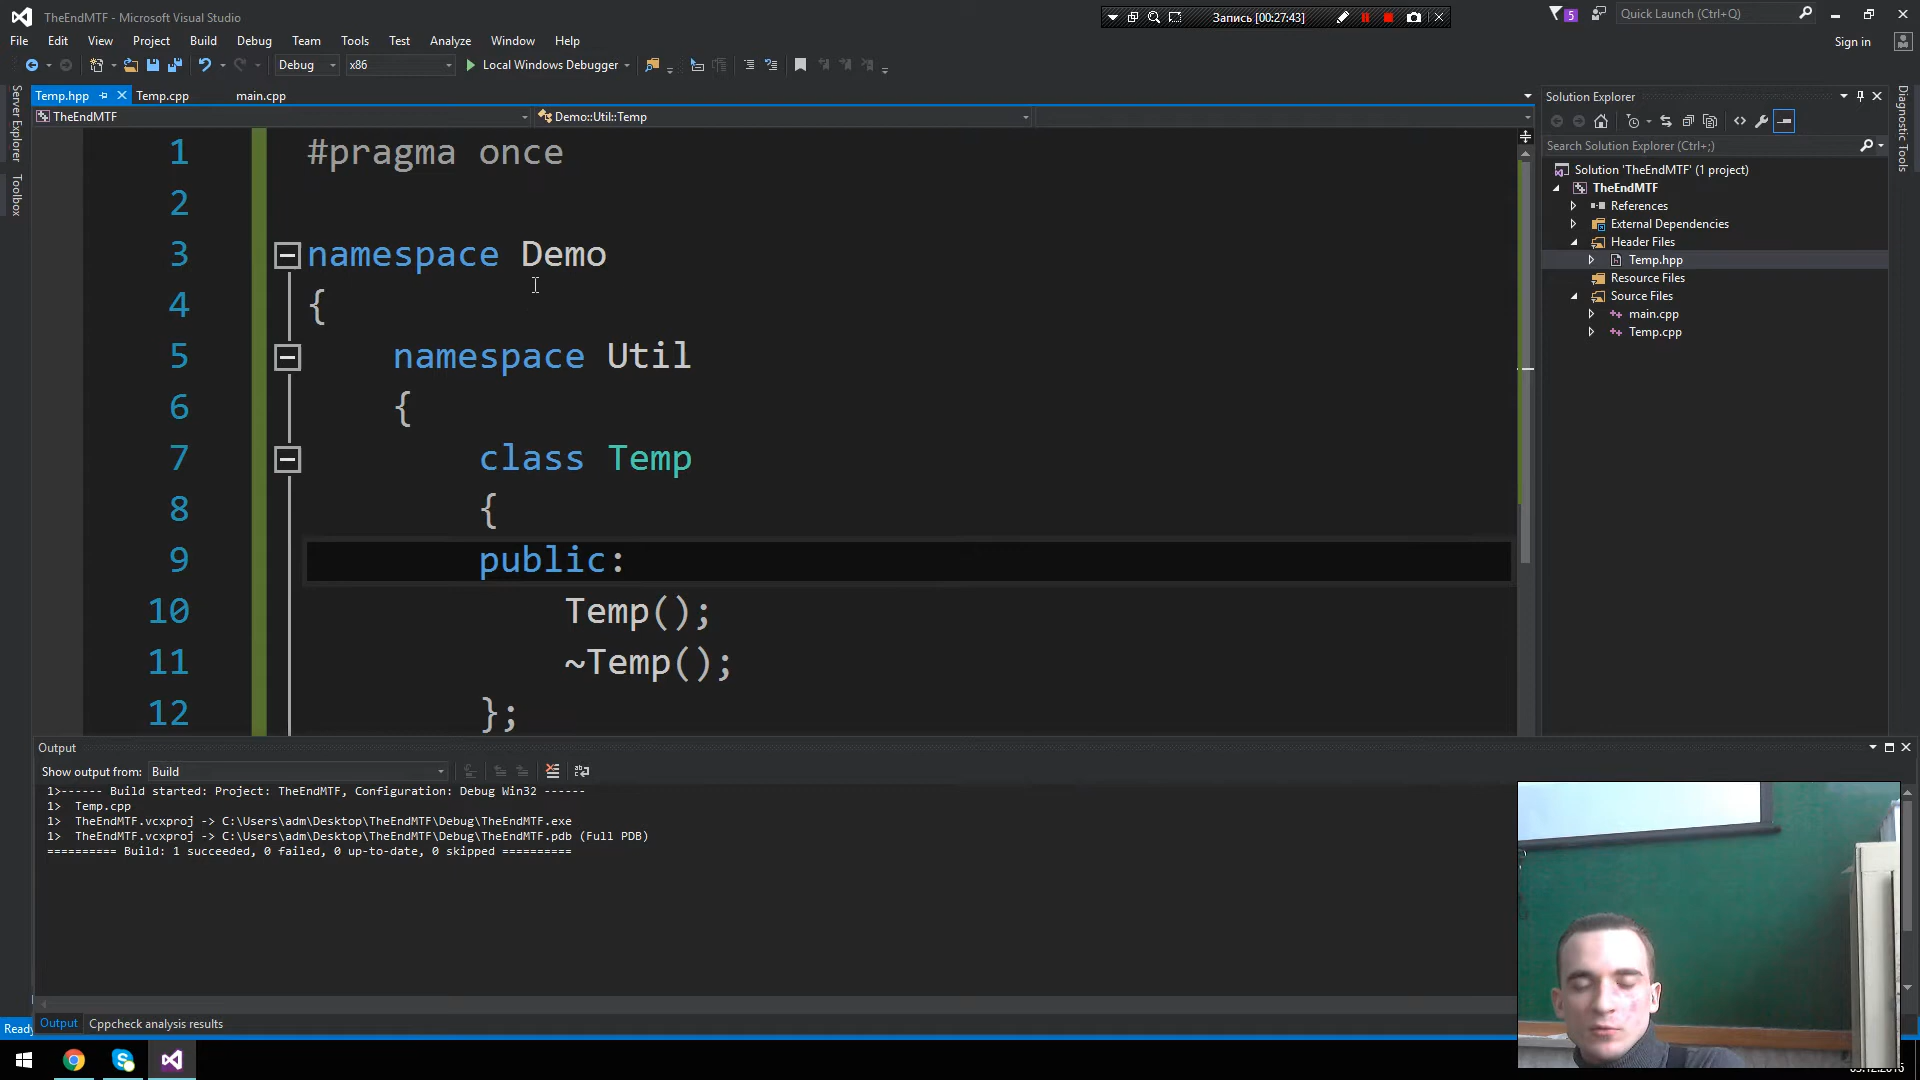 TheEndMTF - Microsoft Visual Studio
Запись [00:27:43]
5
Quick Launch (Ctrl+Q)
File Edit View Project Build Debug Team Tools Test Analyze Window Help
Sign in
Debug x86 Local Windows Debugger
Server Explorer
Toolbox
Temp.hpp Temp.cpp main.cpp
TheEndMTF Demo::Util::Temp
1 #pragma once
2
3 namespace Demo
4 {
5 namespace Util
6 {
7 class Temp
8 {
9 public:
10 Temp();
11 ~Temp();
12 };
Solution Explorer
Search Solution Explorer (Ctrl+;)
Solution 'TheEndMTF' (1 project)
TheEndMTF
References
External Dependencies
Header Files
Temp.hpp
Resource Files
Source Files
main.cpp
Temp.cpp
Diagnostic Tools
Output
Show output from: Build
1>------ Build started: Project: TheEndMTF, Configuration: Debug Win32 ------
1> Temp.cpp
1> TheEndMTF.vcxproj -> C:\Users\adm\Desktop\TheEndMTF\Debug\TheEndMTF.exe
1> TheEndMTF.vcxproj -> C:\Users\adm\Desktop\TheEndMTF\Debug\TheEndMTF.pdb (Full PDB)
========== Build: 1 succeeded, 0 failed, 0 up-to-date, 0 skipped ==========
Output Cppcheck analysis results
Ready